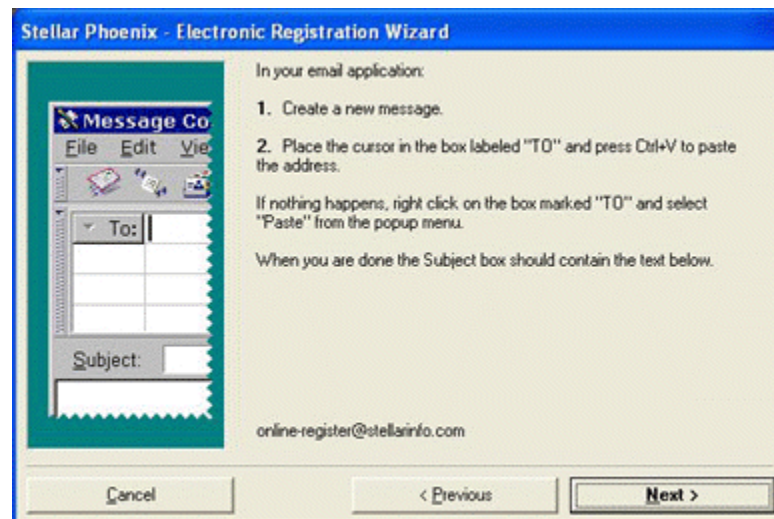 Stellar Phoenix - Electronic Registration Wizard
In your email application:
1. Create a new message.
2. Place the cursor in the box labeled "TO" and press Ctrl+V to paste
the address.
If nothing happens, right click on the box marked "TO" and select
"Paste" from the popup menu.
When you are done the Subject box should contain the text below.
Message Co
File Edit Vie
To:
Subject:
online-register@stellarinfo.com
Cancel
< Previous
Next >